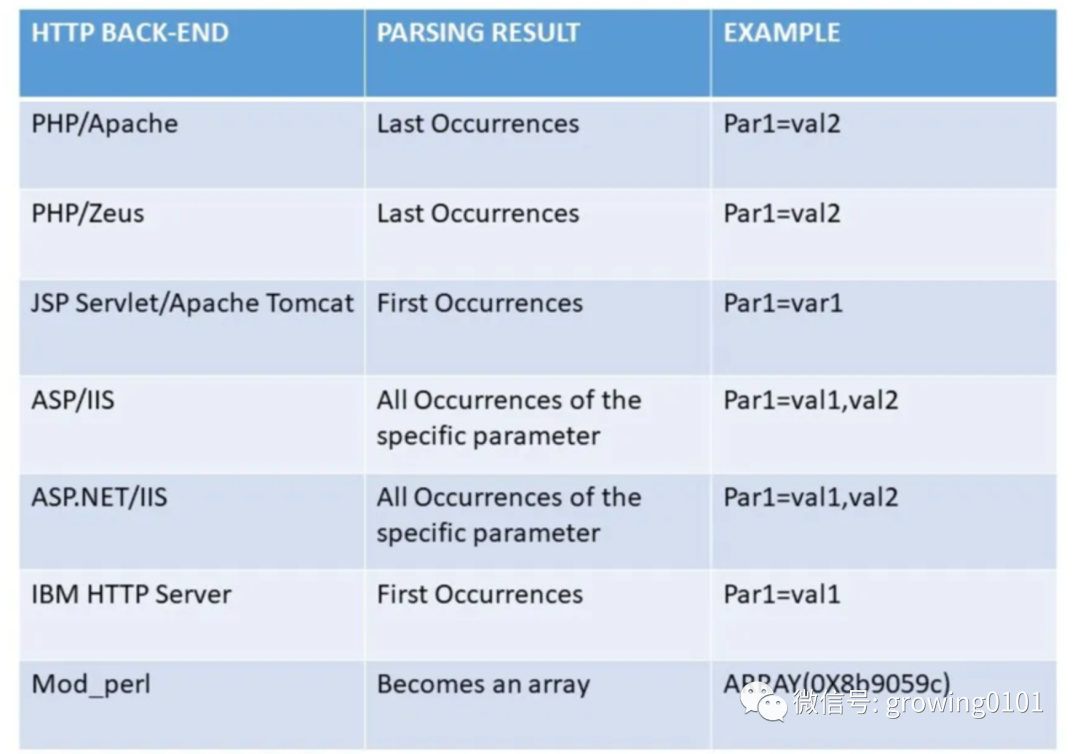 HTTP BACK-END PARSING RESULT EXAMPLE
PHP/Apache Last Occurrences Par1=val2
PHP/Zeus Last Occurrences Par1=val2
JSP Servlet/Apache Tomcat First Occurrences Par1=var1
ASP/IIS All Occurrences of the Par1=val1,val2
specific parameter
ASP.NET/IIS All Occurrences of the Par1=val1,val2
specific parameter
IBM HTTP Server First Occurrences Par1=val1
Mod_perl Becomes an array ARRAY(0X8b9059c)
微信号: growing0101